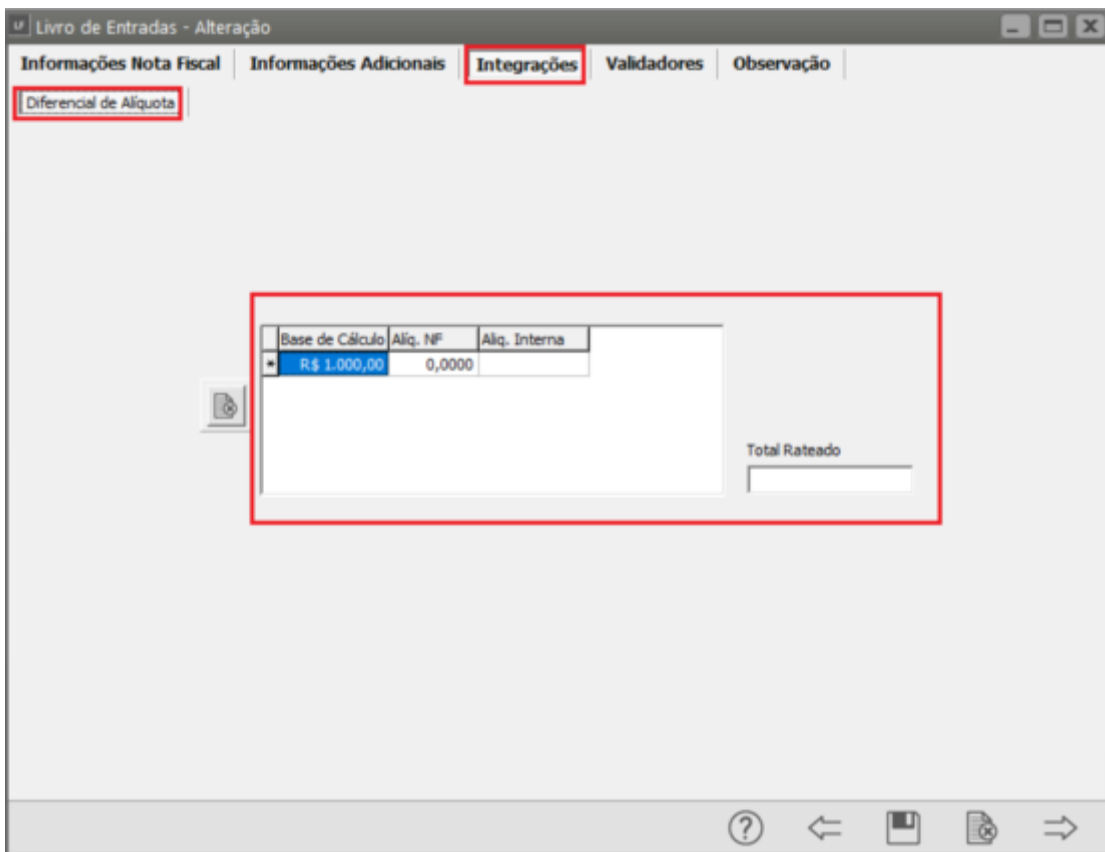 LF Livro de Entradas - Alteração
Informações Nota Fiscal Informações Adicionais Integrações Validadores Observação
Diferencial de Alíquota
Base de Cálculo Alíq. NF Aliq. Interna
* R$ 1.000,00 0,0000
Total Rateado
?